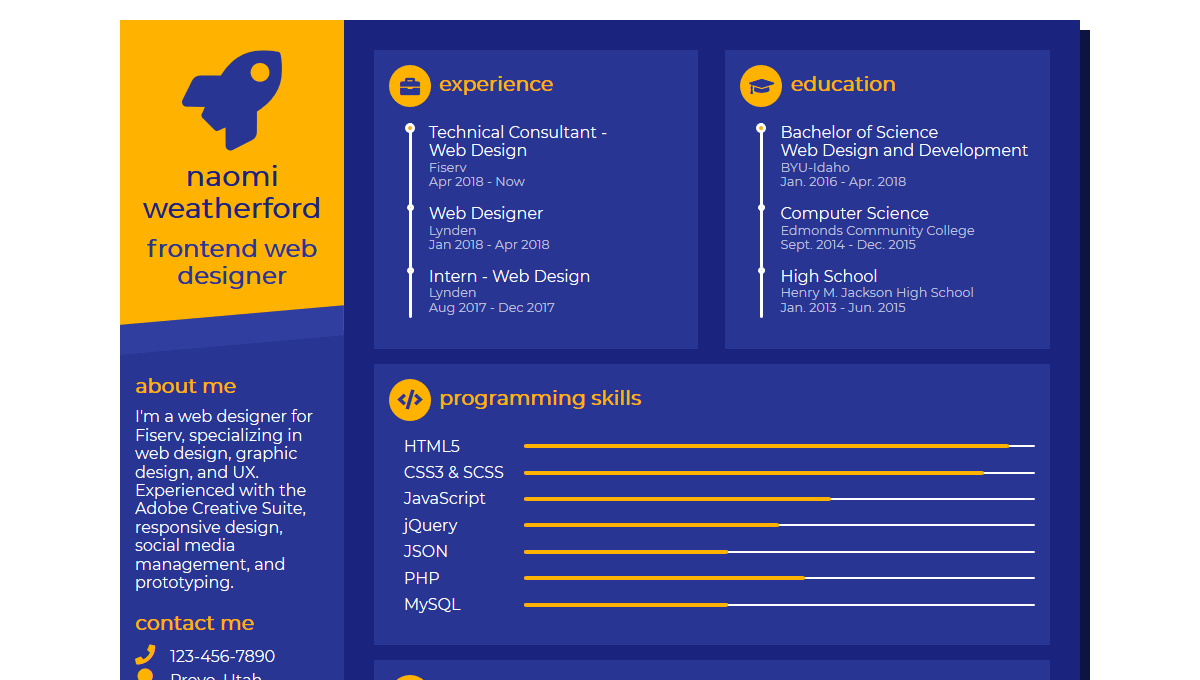 naomi
weatherford
frontend web
designer
about me
I'm a web designer for
Fiserv, specializing in
web design, graphic
design, and UX.
Experienced with the
Adobe Creative Suite,
responsive design,
social media
management, and
prototyping.
contact me
123-456-7890
Provo, Utah
experience
Technical Consultant -
Web Design
Fiserv
Apr 2018 - Now
Web Designer
Lynden
Jan 2018 - Apr 2018
Intern - Web Design
Lynden
Aug 2017 - Dec 2017
education
Bachelor of Science
Web Design and Development
BYU-Idaho
Jan. 2016 - Apr. 2018
Computer Science
Edmonds Community College
Sept. 2014 - Dec. 2015
High School
Henry M. Jackson High School
Jan. 2013 - Jun. 2015
programming skills
HTML5
CSS3 & SCSS
JavaScript
jQuery
JSON
PHP
MySQL